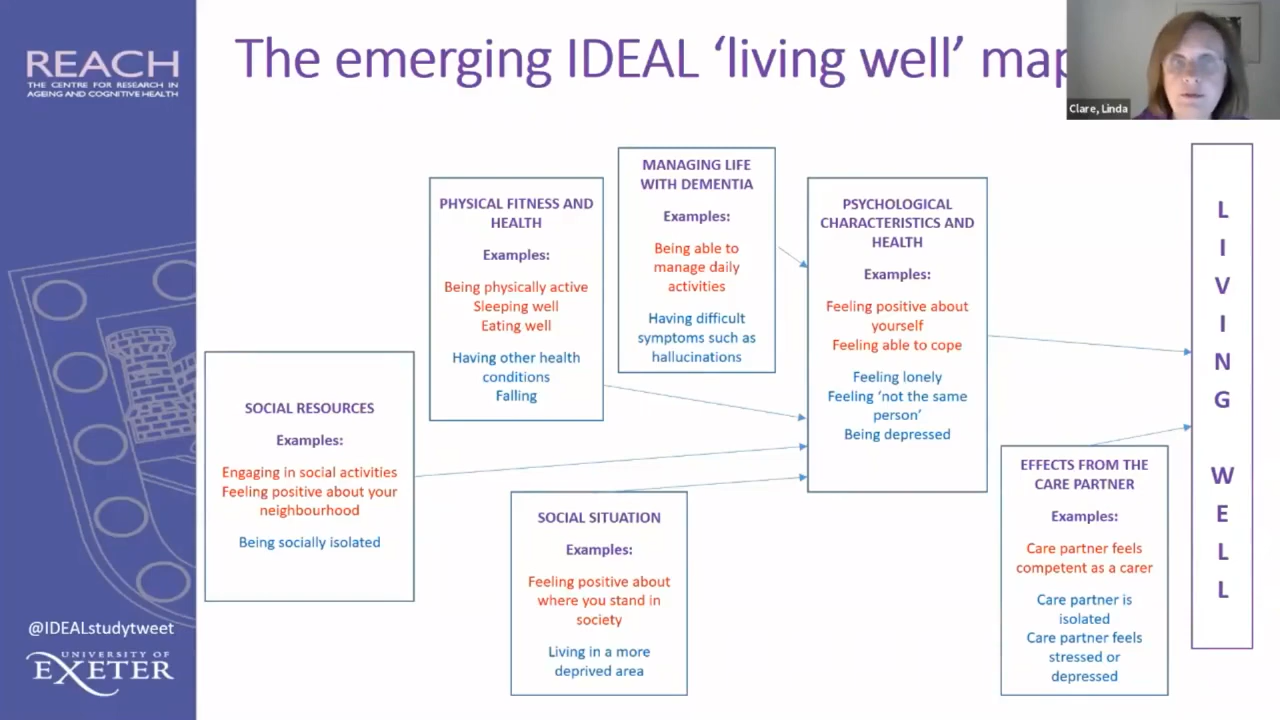 REACH
THE CENTRE FOR RESEARCH IN
AGEING AND COGNITIVE HEALTH
The emerging IDEAL ‘living well’ map
Clare, Linda
PHYSICAL FITNESS AND
HEALTH
Examples:
Being physically active
Sleeping well
Eating well
Having other health
conditions
Falling
MANAGING LIFE
WITH DEMENTIA
Examples:
Being able to
manage daily
activities
Having difficult
symptoms such as
hallucinations
PSYCHOLOGICAL
CHARACTERISTICS AND
HEALTH
Examples:
Feeling positive about
yourself
Feeling able to cope
Feeling lonely
Feeling ‘not the same
person’
Being depressed
SOCIAL RESOURCES
Examples:
Engaging in social activities
Feeling positive about your
neighbourhood
Being socially isolated
SOCIAL SITUATION
Examples:
Feeling positive about
where you stand in
society
Living in a more
deprived area
EFFECTS FROM THE
CARE PARTNER
Examples:
Care partner feels
competent as a carer
Care partner is
isolated
Care partner feels
stressed or
depressed
L
I
V
I
N
G
W
E
L
L
@IDEALstudytweet
UNIVERSITY OF
EXETER